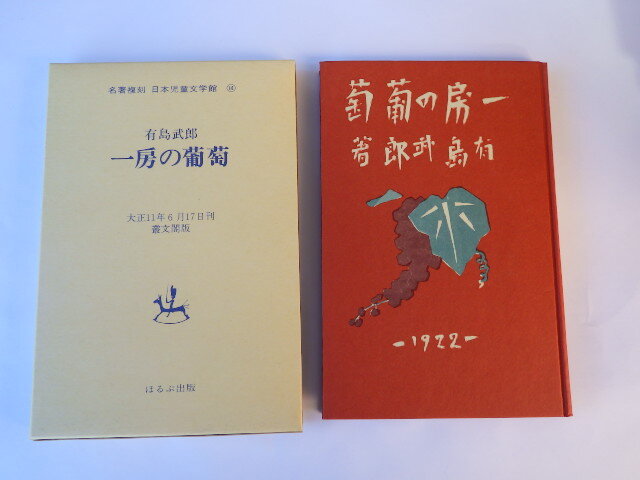 名著複刻 日本児童文学館
有島武郎
一房の葡萄
大正11年6月17日刊
叢文閣版
ほるぷ出版
一房の葡萄
有島武郎著
-1922-